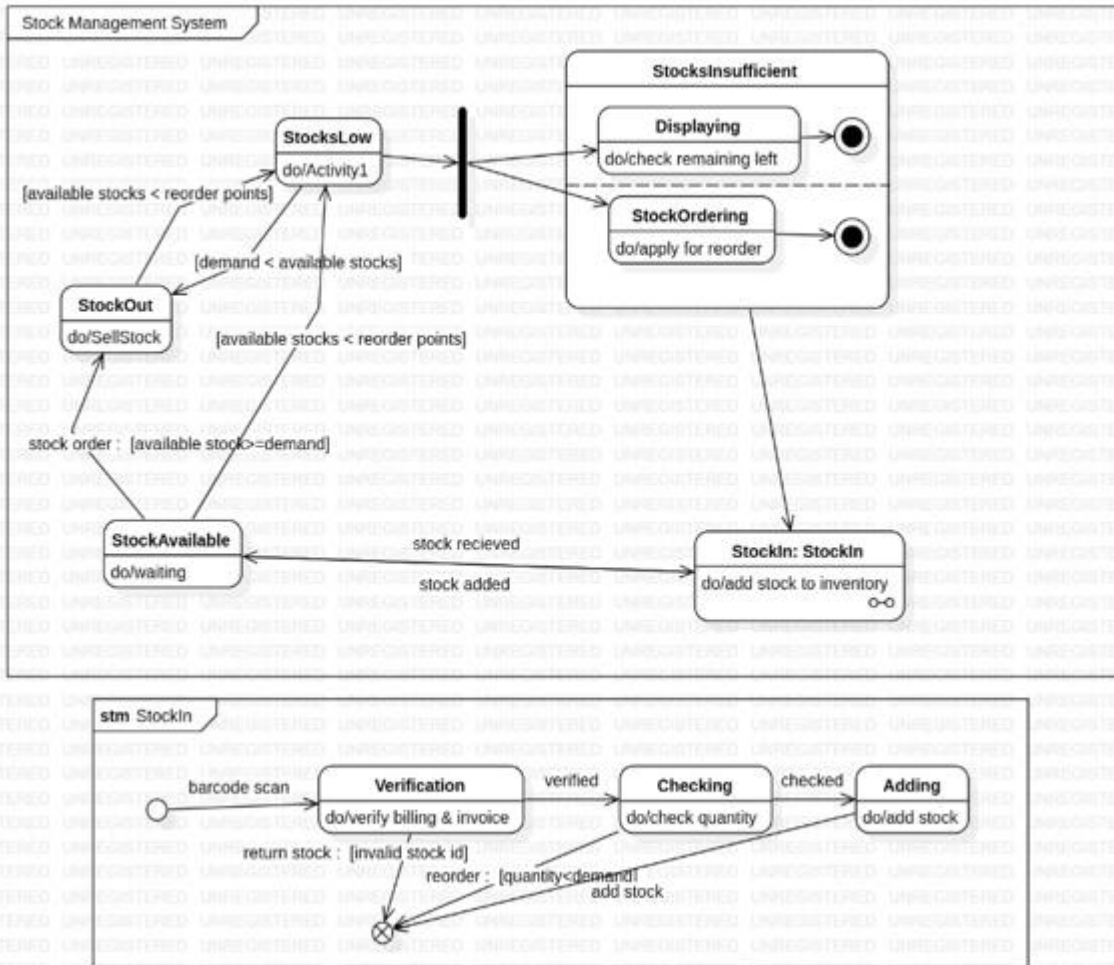 Stock Management System
StocksInsufficient
StocksLow
do/Activity1
Displaying
do/check remaining left
[available stocks < reorder points]
StockOrdering
do/apply for reorder
[demand < available stocks]
StockOut
do/SellStock
[available stocks < reorder points]
stock order : [available stock>=demand]
StockAvailable
do/waiting
stock recieved
stock added
StockIn: StockIn
do/add stock to inventory
stm StockIn
barcode scan
Verification
do/verify billing & invoice
verified
Checking
do/check quantity
checked
Adding
do/add stock
return stock : [invalid stock id]
reorder : [quantity<demand]
add stock
UNREGISTERED